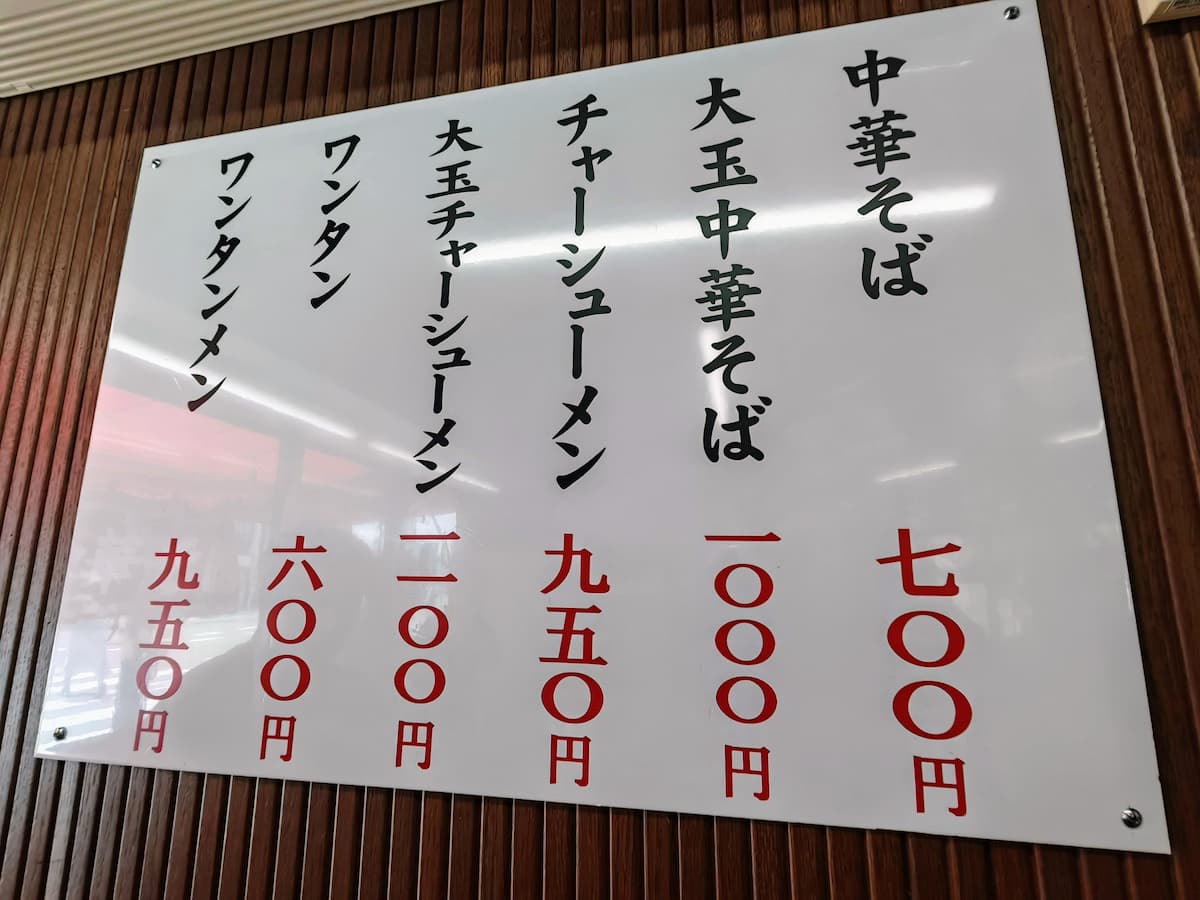 中華そば 七〇〇円
大玉中華そば 一〇〇〇円
チャーシューメン 九五〇円
大玉チャーシューメン 一一〇〇円
ワンタン 六〇〇円
ワンタンメン 九五〇円